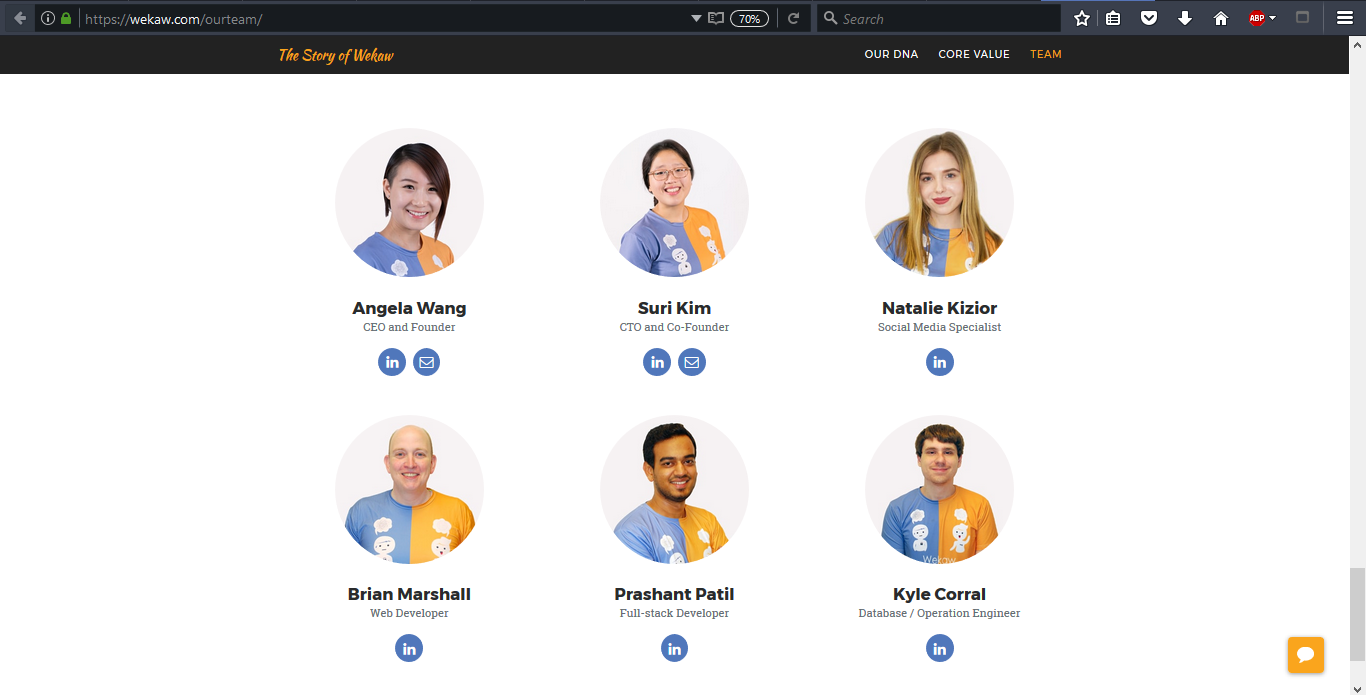 https://wekaw.com/ourteam/
70%
Search
ABP
The Story of Wekaw
OUR DNA
CORE VALUE
TEAM
Angela Wang
CEO and Founder
in
Suri Kim
CTO and Co-Founder
in
Natalie Kizior
Social Media Specialist
in
Wekaw
Brian Marshall
Web Developer
in
Prashant Patil
Full-stack Developer
in
Kyle Corral
Database / Operation Engineer
in